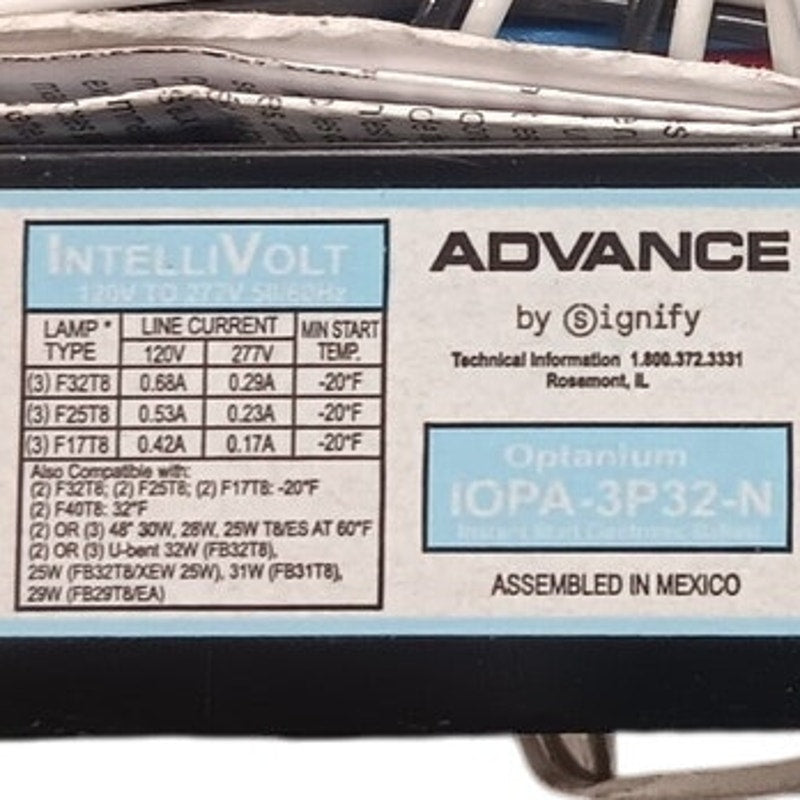 INTELLIVOLT
120V TO 277V 50/60Hz
LAMP * TYPE LINE CURRENT MIN START TEMP.
120V 277V
(3) F32T8 0.68A 0.29A -20°F
(3) F25T8 0.53A 0.23A -20°F
(3) F17T8 0.42A 0.17A -20°F
Also Compatible with:
(2) F32T8; (2) F25T8; (2) F17T8: -20°F
(2) F40T8: 32°F
(2) OR (3) 48" 30W, 28W, 25W T8/ES AT 60°F
(2) OR (3) U-bent 32W (FB32T8),
25W (FB32T8/XEW 25W), 31W (FB31T8),
29W (FB29T8/EA)
ADVANCE
by Signify
Technical Information 1.800.372.3331
Rosemont, IL
Optanium
IOPA-3P32-N
ASSEMBLED IN MEXICO